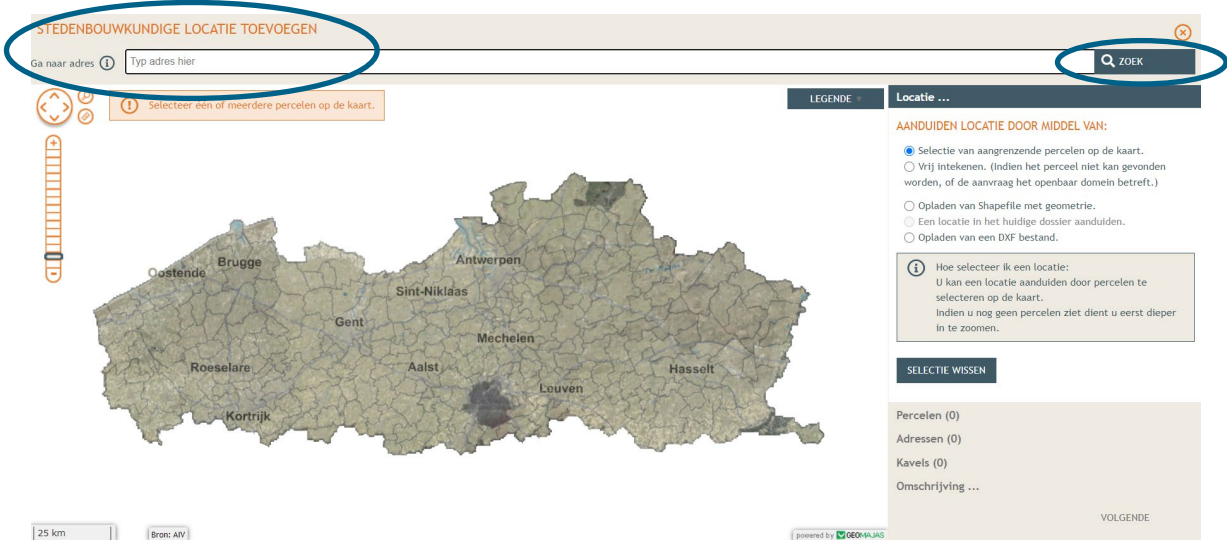 STEDENBOUWKUNDIGE LOCATIE TOEVOEGEN
Ga naar adres
Typ adres hier
ZOEK
Selecteer één of meerdere percelen op de kaart.
LEGENDE
Locatie ...
AANDUIDEN LOCATIE DOOR MIDDEL VAN:
Selectie van aangrenzende percelen op de kaart.
Vrij intekenen. (Indien het perceel niet kan gevonden
worden, of de aanvraag het openbaar domein betreft.)
Opladen van Shapefile met geometrie.
Een locatie in het huidige dossier aanduiden.
Opladen van een DXF bestand.
Hoe selecteer ik een locatie:
U kan een locatie aanduiden door percelen te
selecteren op de kaart.
Indien u nog geen percelen ziet dient u eerst dieper
in te zoomen.
SELECTIE WISSEN
Percelen (0)
Adressen (0)
Kavels (0)
Omschrijving ...
VOLGENDE
Brugge
Oostende
Antwerpen
Sint-Niklaas
Gent
Mechelen
Roeselare
Aalst
Hasselt
Leuven
Kortrijk
25 km
Bron: AIV
powered by GEOMAJAS